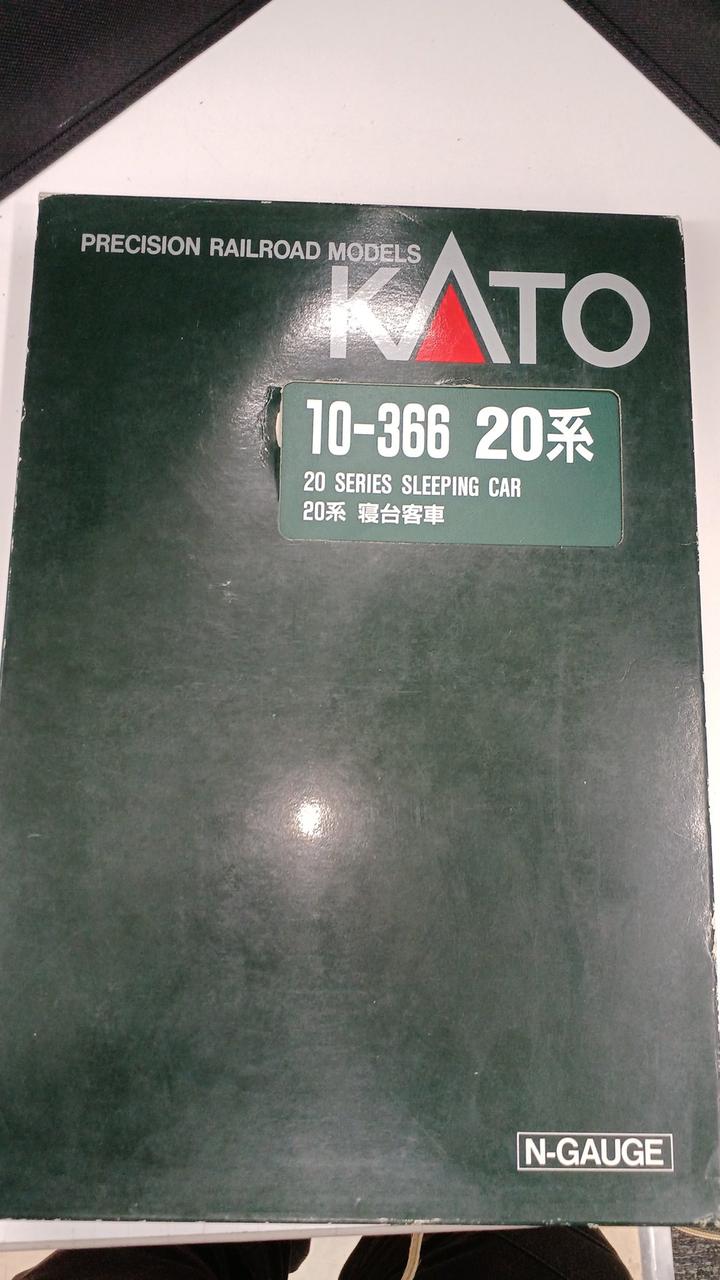 PRECISION RAILROAD MODELS
KATO
10-366 20系
20 SERIES SLEEPING CAR
20系 寝台客車
N-GAUGE